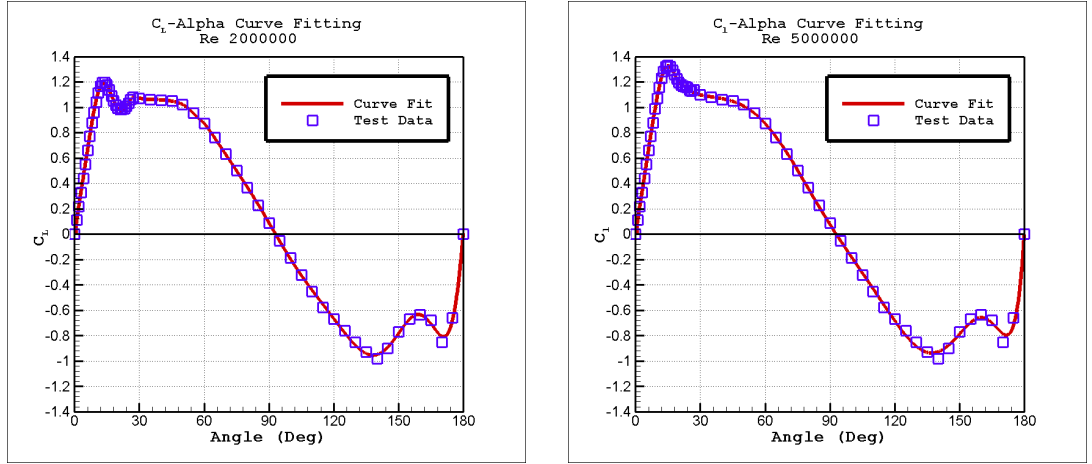 C_L-Alpha Curve Fitting
Re 2000000
1.4
1.2
1
0.8
0.6
0.4
0.2
0
-0.2
-0.4
-0.6
-0.8
-1
-1.2
-1.4
C_L
Curve Fit
Test Data
0 30 60 90 120 150 180
Angle (Deg)
C_l-Alpha Curve Fitting
Re 5000000
1.4
1.2
1
0.8
0.6
0.4
0.2
0
-0.2
-0.4
-0.6
-0.8
-1
-1.2
-1.4
C_l
Curve Fit
Test Data
0 30 60 90 120 150 180
Angle (Deg)